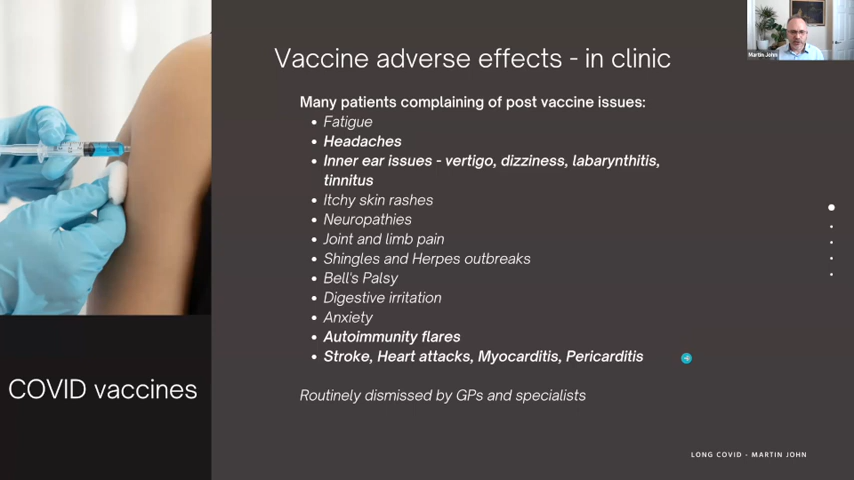 Vaccine adverse effects - in clinic
Martin John
Many patients complaining of post vaccine issues:
• Fatigue
• Headaches
• Inner ear issues - vertigo, dizziness, labarynthitis,
tinnitus
• Itchy skin rashes
• Neuropathies
• Joint and limb pain
• Shingles and Herpes outbreaks
• Bell's Palsy
• Digestive irritation
• Anxiety
• Autoimmunity flares
• Stroke, Heart attacks, Myocarditis, Pericarditis
Routinely dismissed by GPs and specialists
COVID vaccines
LONG COVID - MARTIN JOHN